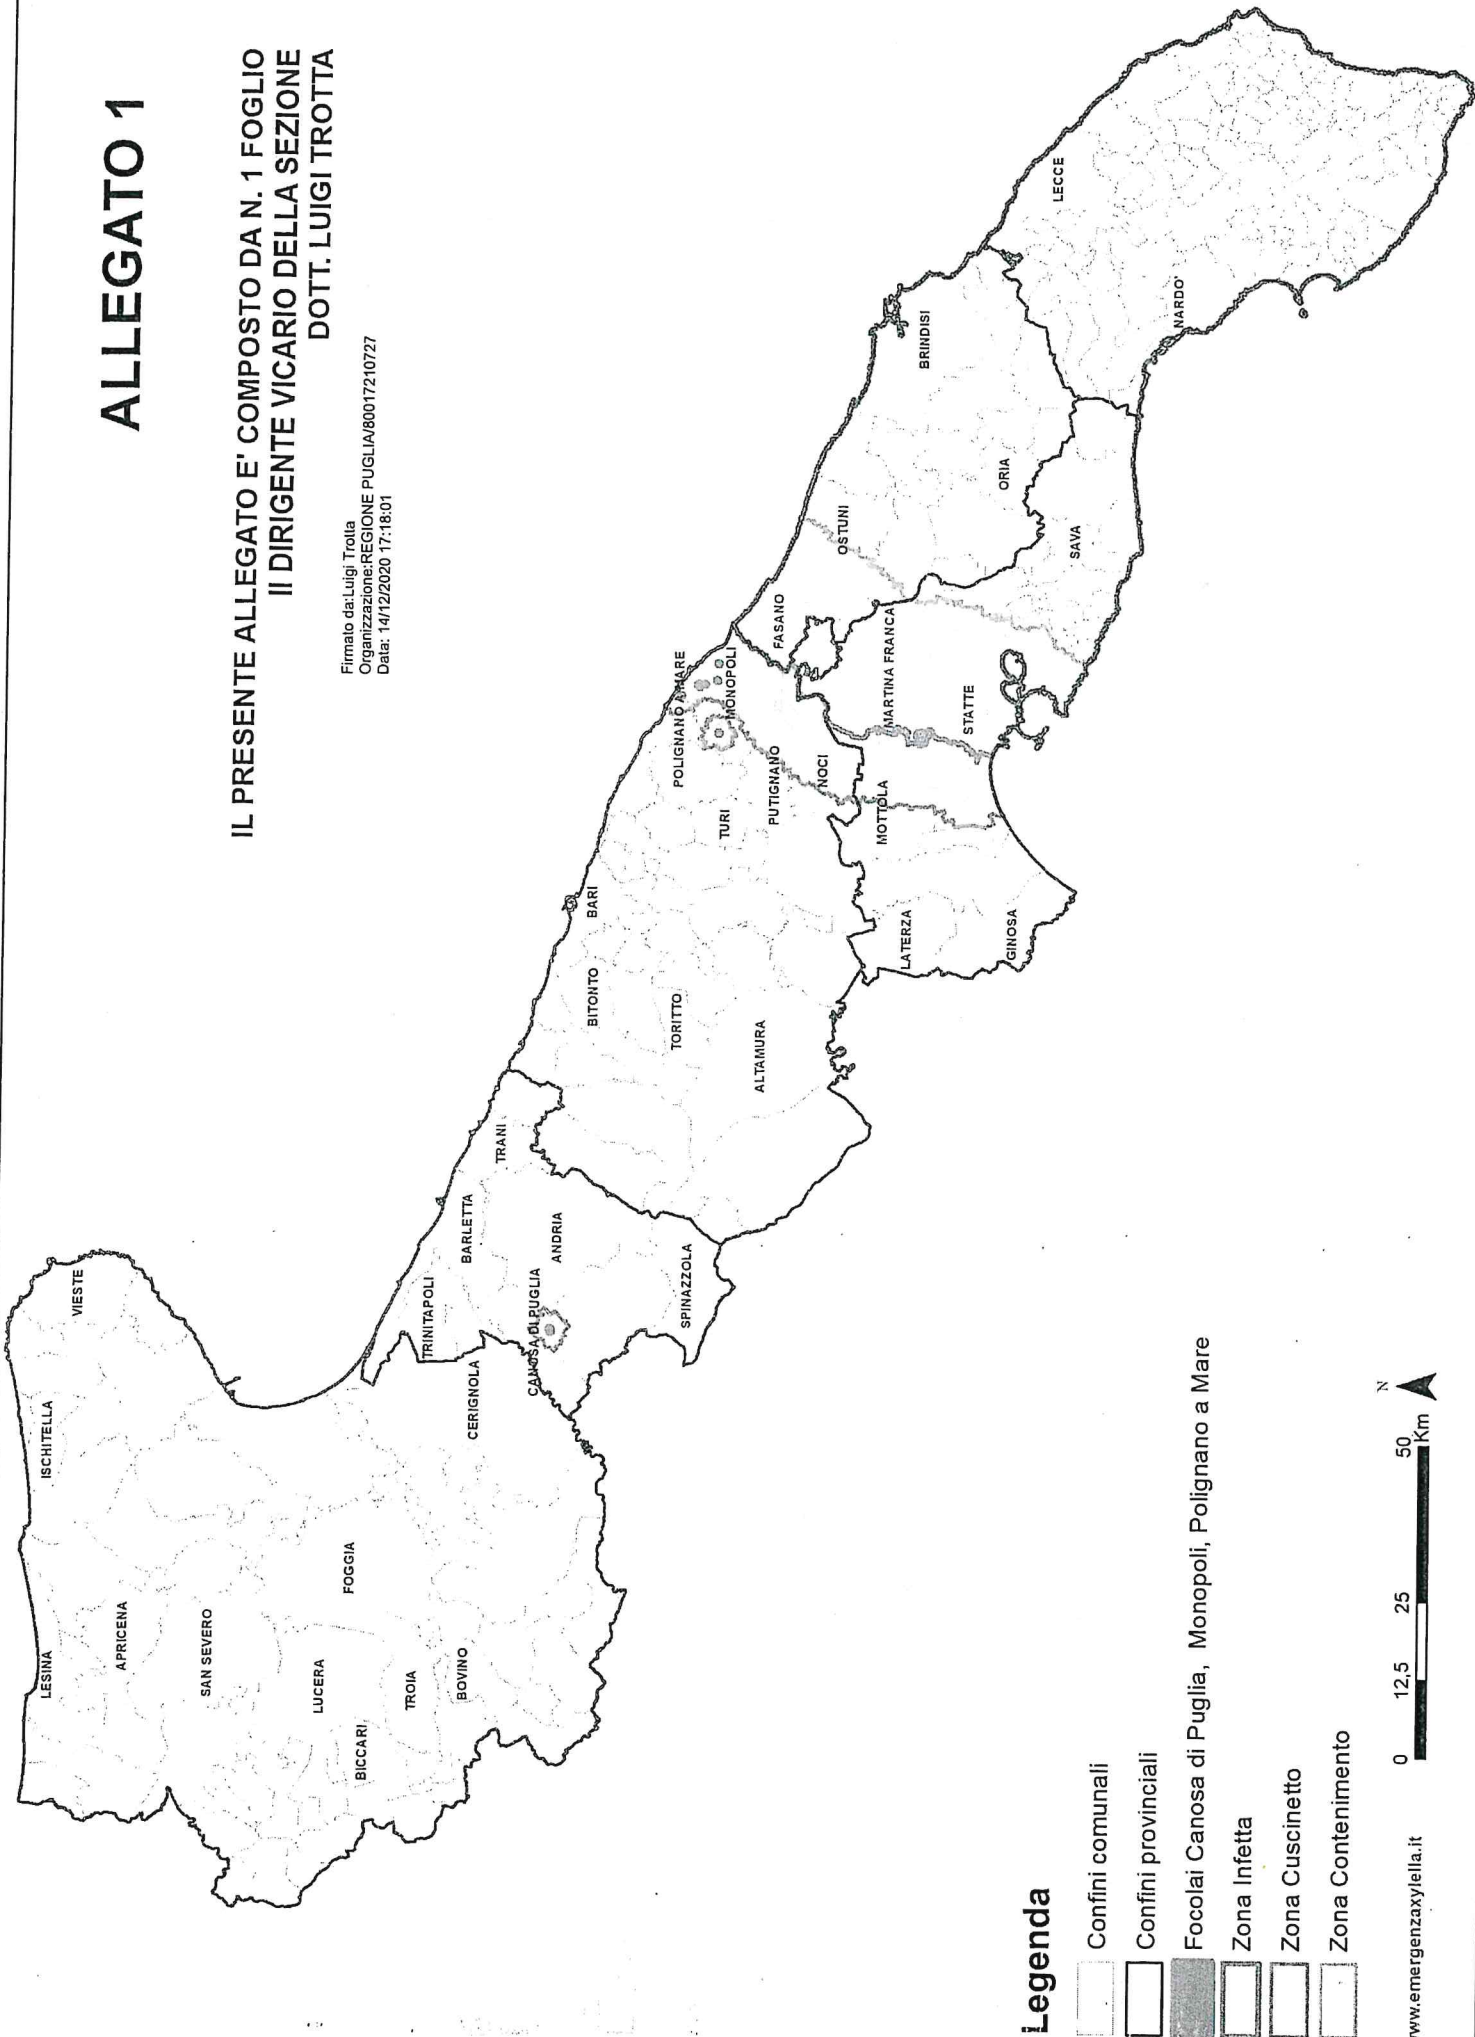 ALLEGATO 1
IL PRESENTE ALLEGATO E' COMPOSTO DA N. 1 FOGLIO
Il DIRIGENTE VICARIO DELLA SEZIONE
DOTT. LUIGI TROTTA
Firmato da:Luigi Trotta
Organizzazione:REGIONE PUGLIA/80017210727
Data: 14/12/2020 17:18:01
LESINA
ISCHITELLA
VIESTE
APRICENA
SAN SEVERO
LUCERA
FOGGIA
BICCARI
TROIA
BOVINO
CERIGNOLA
TRINITAPOLI
BARLETTA
TRANI
CANOSA DI PUGLIA
ANDRIA
SPINAZZOLA
BITONTO
BARI
TORITTO
ALTAMURA
TURI
POLIGNANO A MARE
MONOPOLI
PUTIGNANO
NOCI
FASANO
OSTUNI
BRINDISI
LECCE
MOTTOLA
MARTINA FRANCA
LATERZA
GINOSA
STATTE
ORIA
SAVA
NARDO'
Legenda
Confini comunali
Confini provinciali
Focolai Canosa di Puglia, Monopoli, Polignano a Mare
Zona Infetta
Zona Cuscinetto
Zona Contenimento
0 12,5 25 50
Km
N
www.emergenzaxylella.it